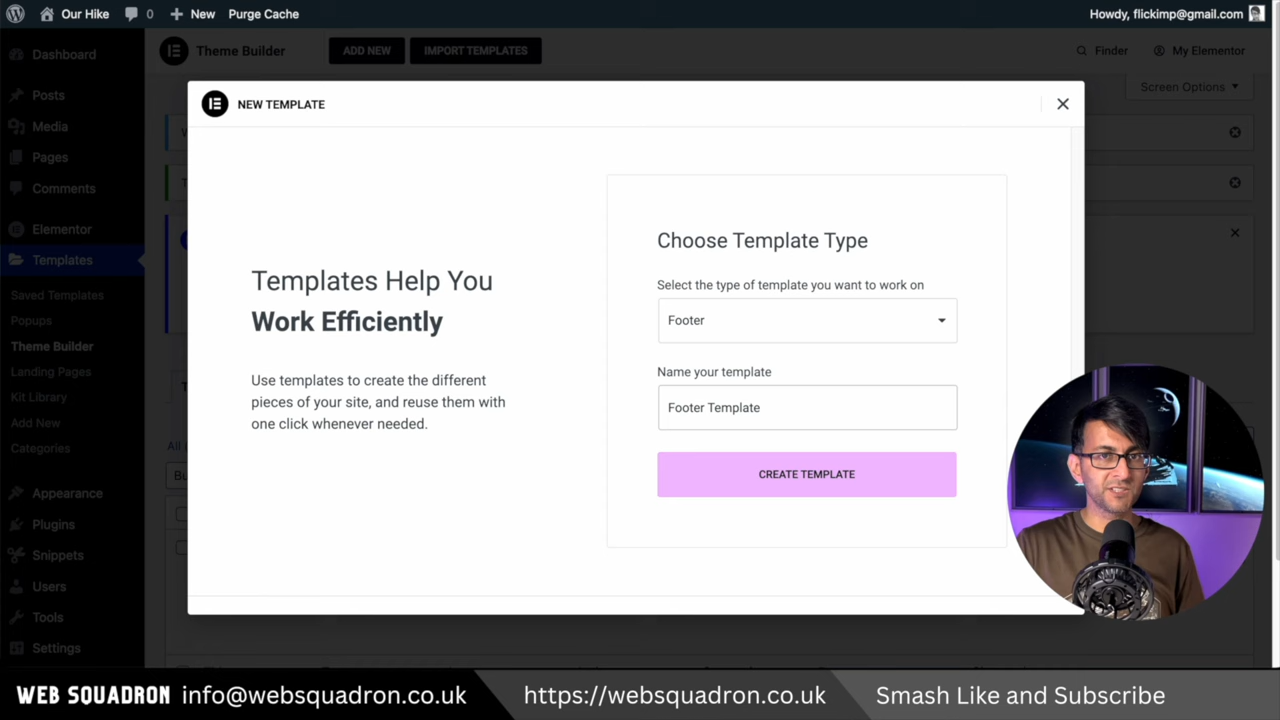 Our Hike
0
New
Purge Cache
Howdy, flickimp@gmail.com
Dashboard
Posts
Media
Pages
Comments
Elementor
Templates
Saved Templates
Popups
Theme Builder
Landing Pages
Kit Library
Add New
Categories
Appearance
Plugins
Snippets
Users
Tools
Settings
Theme Builder
ADD NEW
IMPORT TEMPLATES
Finder
My Elementor
Screen Options
NEW TEMPLATE
Templates Help You
Work Efficiently
Use templates to create the different
pieces of your site, and reuse them with
one click whenever needed.
Choose Template Type
Select the type of template you want to work on
Footer
Name your template
Footer Template
CREATE TEMPLATE
WEB SQUADRON info@websquadron.co.uk
https://websquadron.co.uk
Smash Like and Subscribe